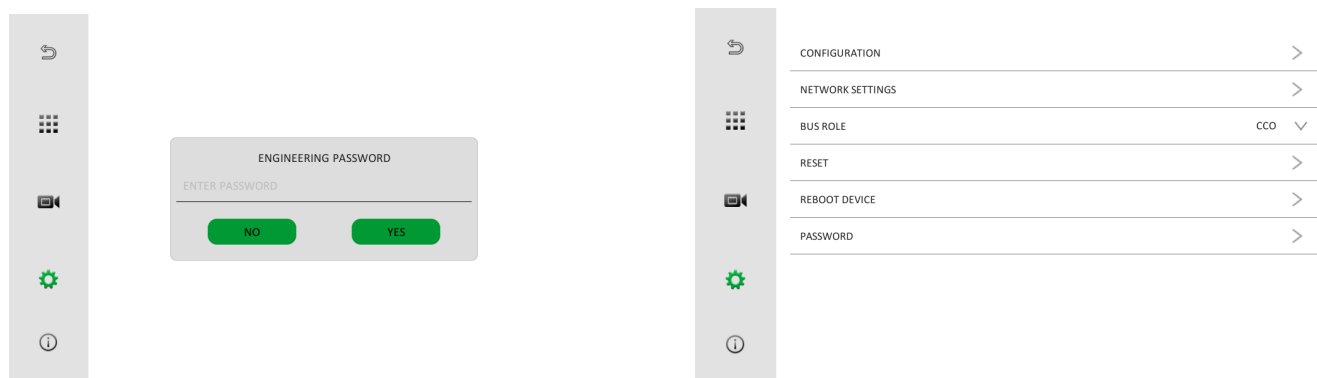 ENGINEERING PASSWORD
ENTER PASSWORD
NO YES
CONFIGURATION
NETWORK SETTINGS
BUS ROLE CCO
RESET
REBOOT DEVICE
PASSWORD